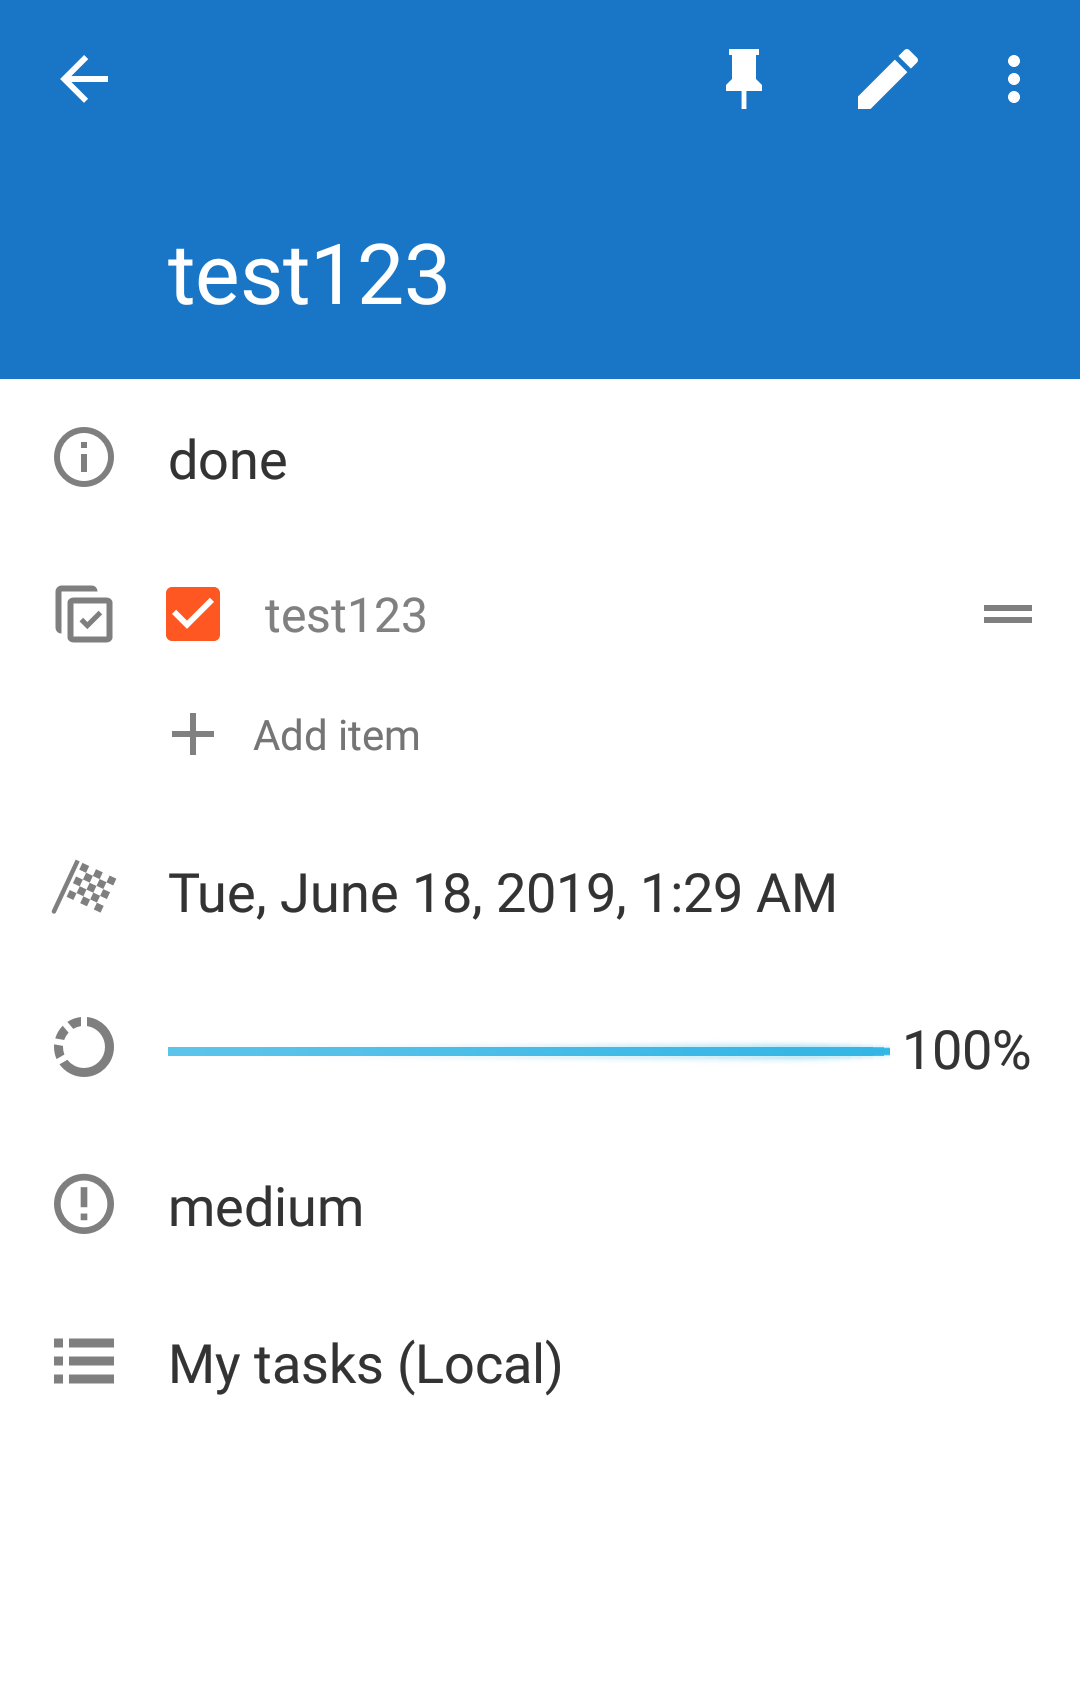 test123
done
test123
Add item
Tue, June 18, 2019, 1:29 AM
100%
medium
My tasks (Local)